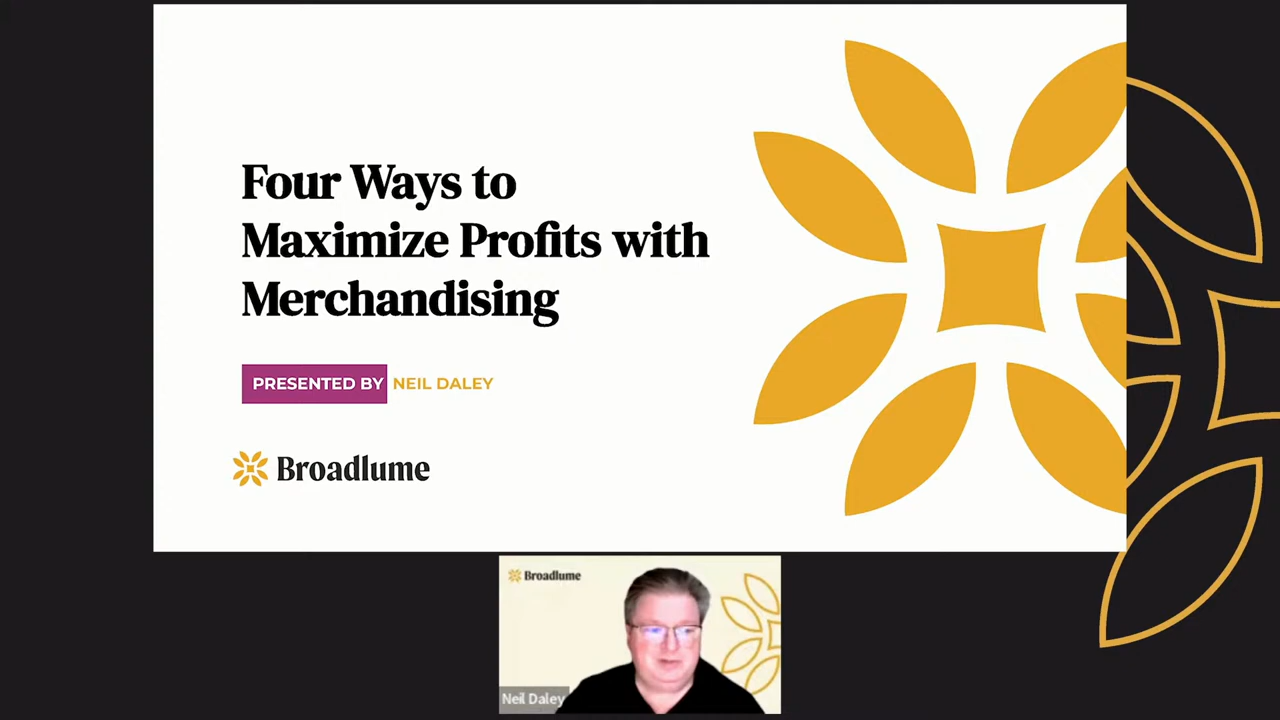 Four Ways to
Maximize Profits with
Merchandising
PRESENTED BY NEIL DALEY
Broadlume
Broadlume
Neil Daley